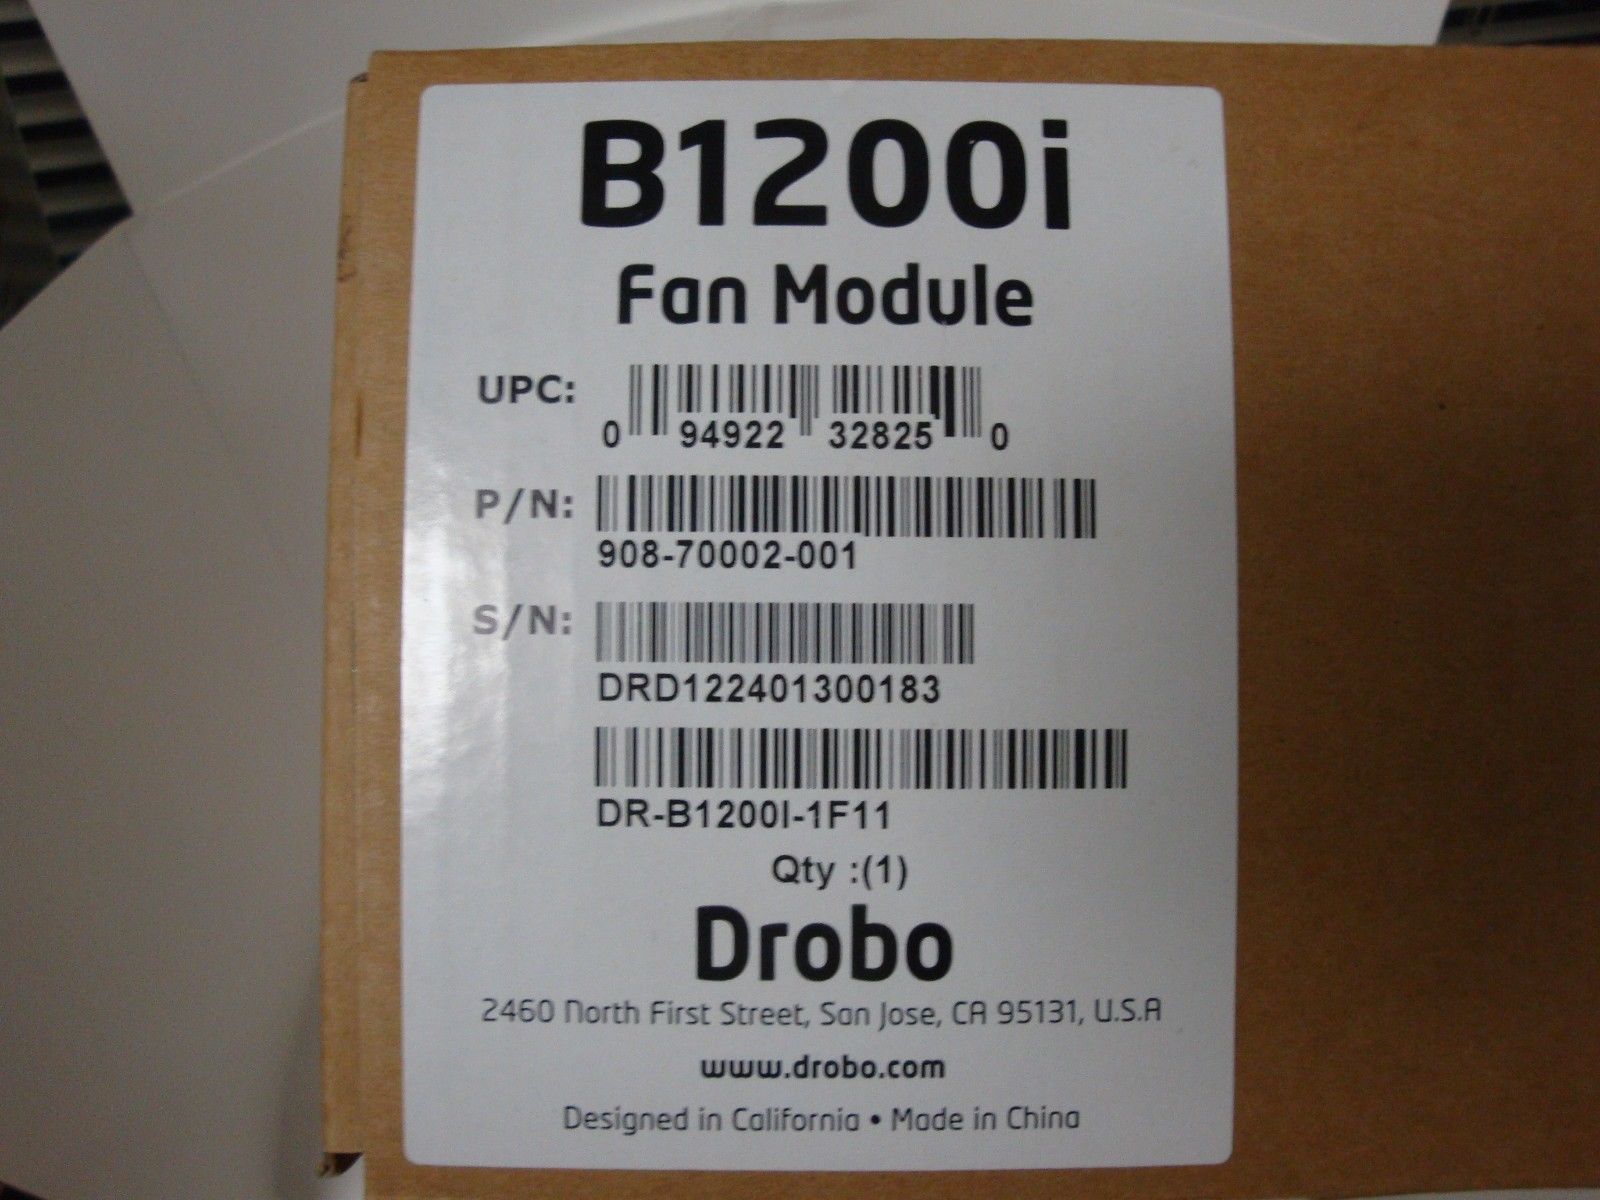 B1200i
Fan Module
UPC:
0 94922 32825 0
P/N:
908-70002-001
S/N:
DRD122401300183
DR-B1200I-1F11
Qty :(1)
Drobo
2460 North First Street, San Jose, CA 95131, U.S.A
www.drobo.com
Designed in California • Made in China